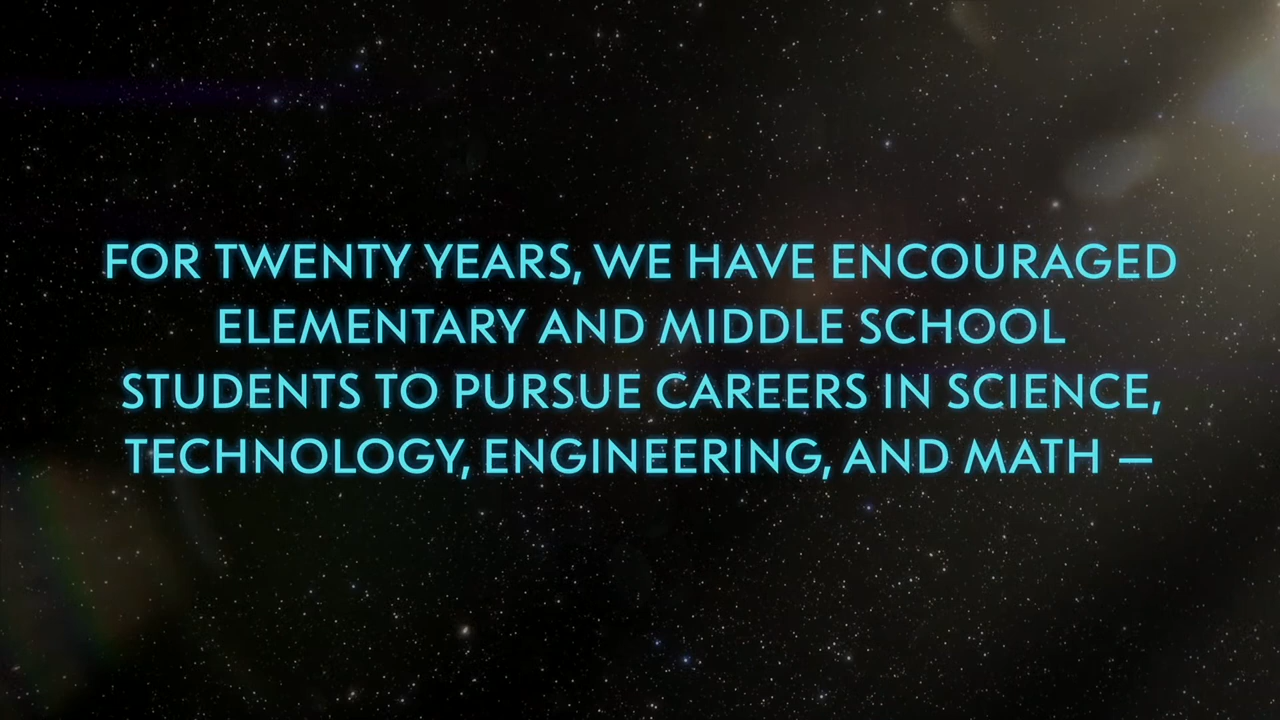 FOR TWENTY YEARS, WE HAVE ENCOURAGED
ELEMENTARY AND MIDDLE SCHOOL
STUDENTS TO PURSUE CAREERS IN SCIENCE,
TECHNOLOGY, ENGINEERING, AND MATH —